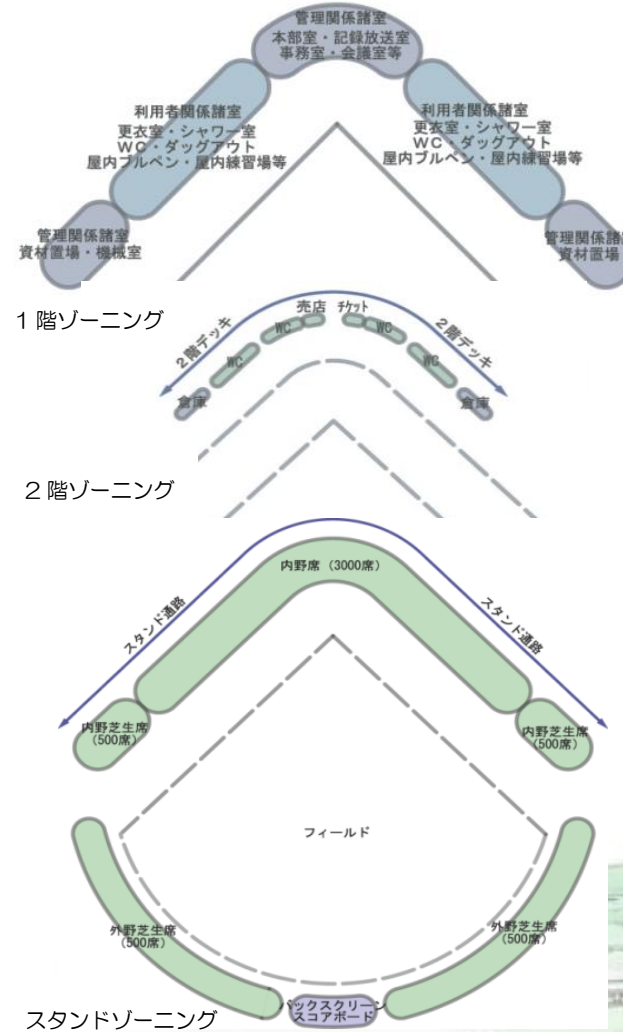 管理関係諸室
本部室・記録放送室
事務室・会議室等
利用者関係諸室
更衣室・シャワー室
WC・ダッグアウト
屋内ブルペン・屋内練習場等
利用者関係諸室
更衣室・シャワー室
WC・ダッグアウト
屋内ブルペン・屋内練習場等
管理関係諸室
資材置場・機械室
管理関係諸
資材置場
1階ゾーニング
売店 チケット
2階デッキ
2階デッキ
WC
WC
WC
WC
倉庫
倉庫
2階ゾーニング
内野席 (3000席)
スタンド通路
スタンド通路
内野芝生席
(500席)
内野芝生席
(500席)
フィールド
外野芝生席
(500席)
外野芝生席
(500席)
バックスクリーン
スコアボード
スタンドゾーニング